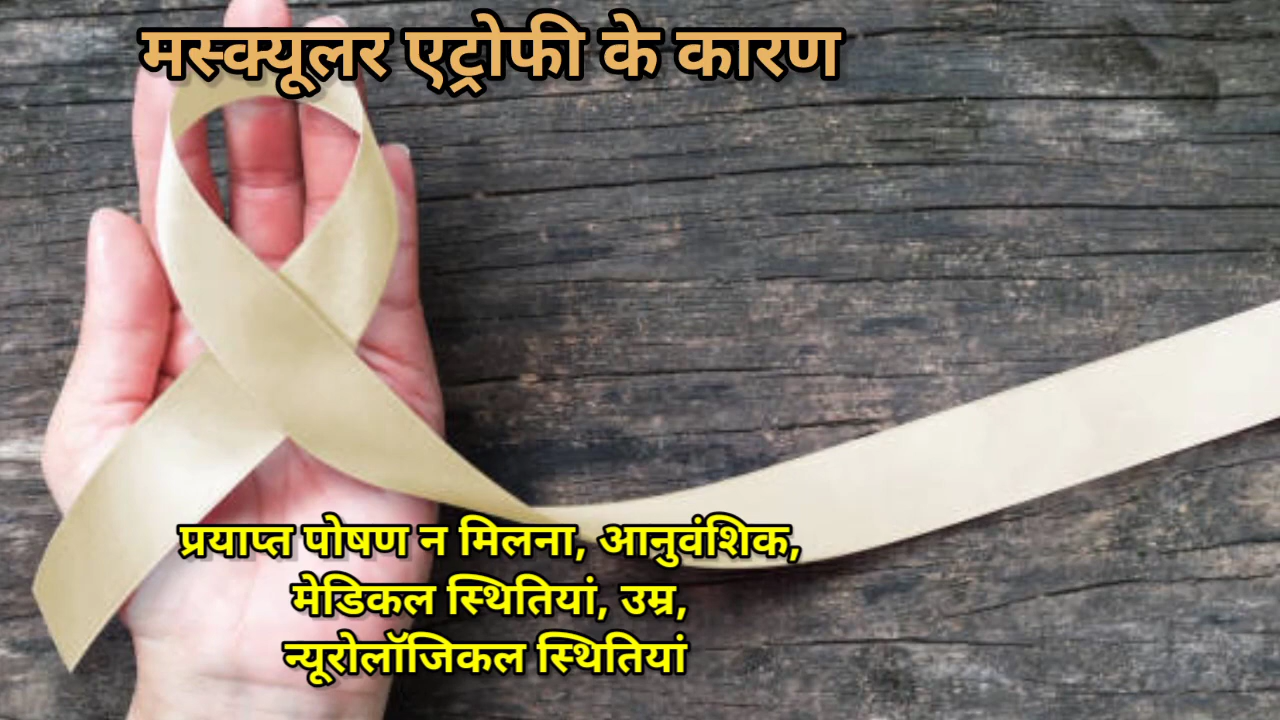 मस्क्यूलर एट्रोफी के कारण
प्रयाप्त पोषण न मिलना, आनुवंशिक,
मेडिकल स्थितियां, उम्र,
न्यूरोलॉजिकल स्थितियां